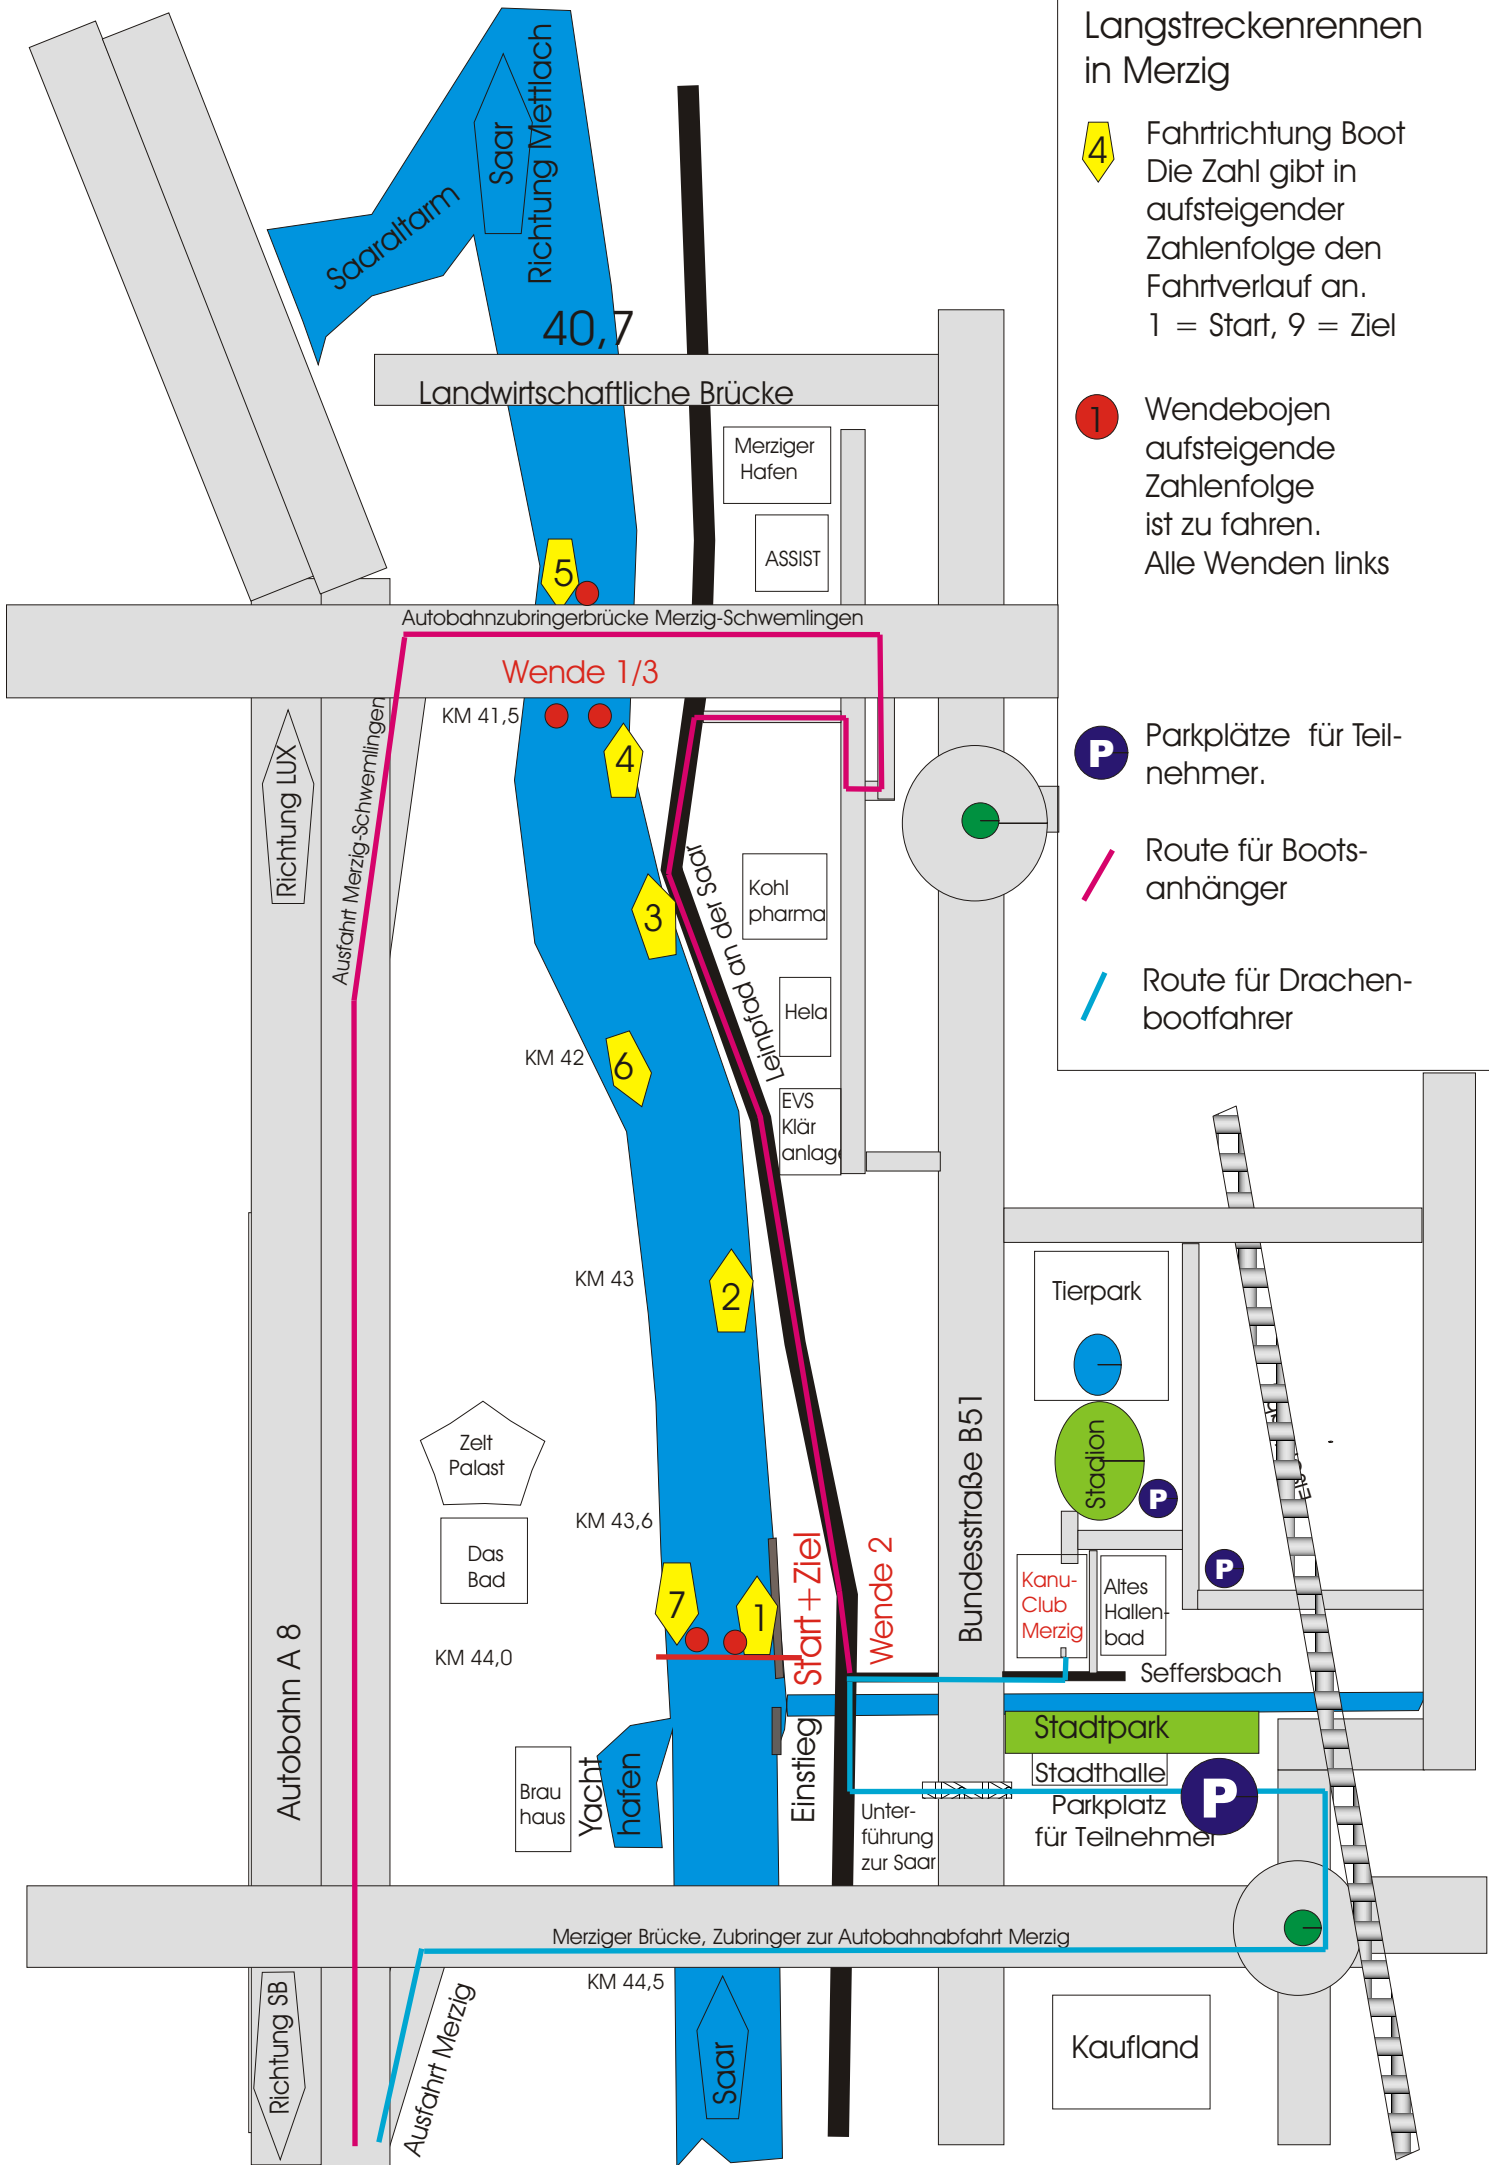 Langstreckenrennen
in Merzig
4
Fahrtrichtung Boot
Die Zahl gibt in
aufsteigender
Zahlenfolge den
Fahrtverlauf an.
1 = Start, 9 = Ziel
1
Wendebojen
aufsteigende
Zahlenfolge
ist zu fahren.
Alle Wenden links
P
Parkplätze für Teil-
nehmer.
Route für Boots-
anhänger
Route für Drachen-
bootfahrer
Saar
Richtung Mettlach
Saaraltarm
40,7
Landwirtschaftliche Brücke
Merziger
Hafen
ASSIST
5
Autobahnzubringerbrücke Merzig-Schwemlingen
Wende 1/3
KM 41,5
4
Richtung LUX
Ausfahrt Merzig-Schwemlingen
3
Leinpfad an der Saar
Kohl
pharma
Hela
KM 42
6
EVS
Klär
anlage
KM 43
2
Tierpark
Stadion
P
Zelt
Palast
Das
Bad
KM 43,6
7
1
Start+Ziel
Wende 2
Bundesstraße B51
P
Kanu-
Club
Merzig
Altes
Hallen-
bad
KM 44,0
Seffersbach
Autobahn A 8
Stadtpark
Stadthalle
Parkplatz
für Teilnehmer
P
Brau
haus
Yacht
hafen
Einstieg
Unter-
führung
zur Saar
Merziger Brücke, Zubringer zur Autobahnabfahrt Merzig
KM 44,5
Richtung SB
Ausfahrt Merzig
Saar
Kaufland